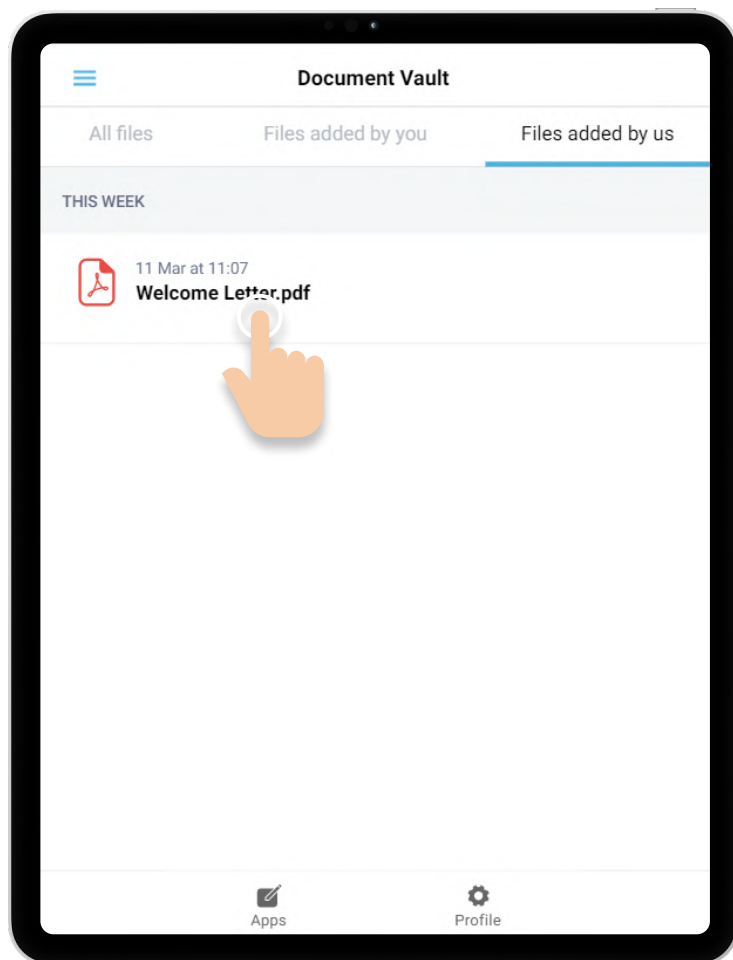 Document Vault
All files Files added by you Files added by us
THIS WEEK
11 Mar at 11:07
Welcome Letter.pdf
Apps Profile